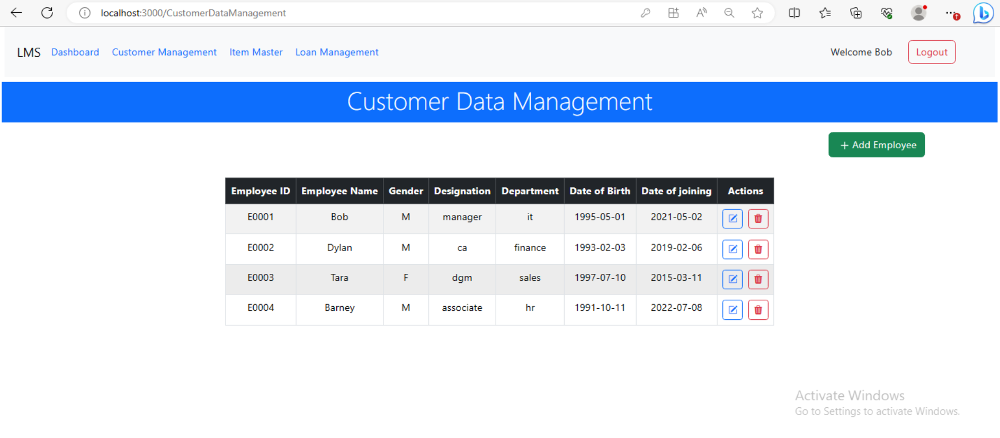 localhost:3000/CustomerDataManagement
LMS Dashboard Customer Management Item Master Loan Management Welcome Bob Logout
Customer Data Management
+ Add Employee
Employee ID Employee Name Gender Designation Department Date of Birth Date of joining Actions
E0001 Bob M manager it 1995-05-01 2021-05-02
E0002 Dylan M ca finance 1993-02-03 2019-02-06
E0003 Tara F dgm sales 1997-07-10 2015-03-11
E0004 Barney M associate hr 1991-10-11 2022-07-08
Activate Windows
Go to Settings to activate Windows.